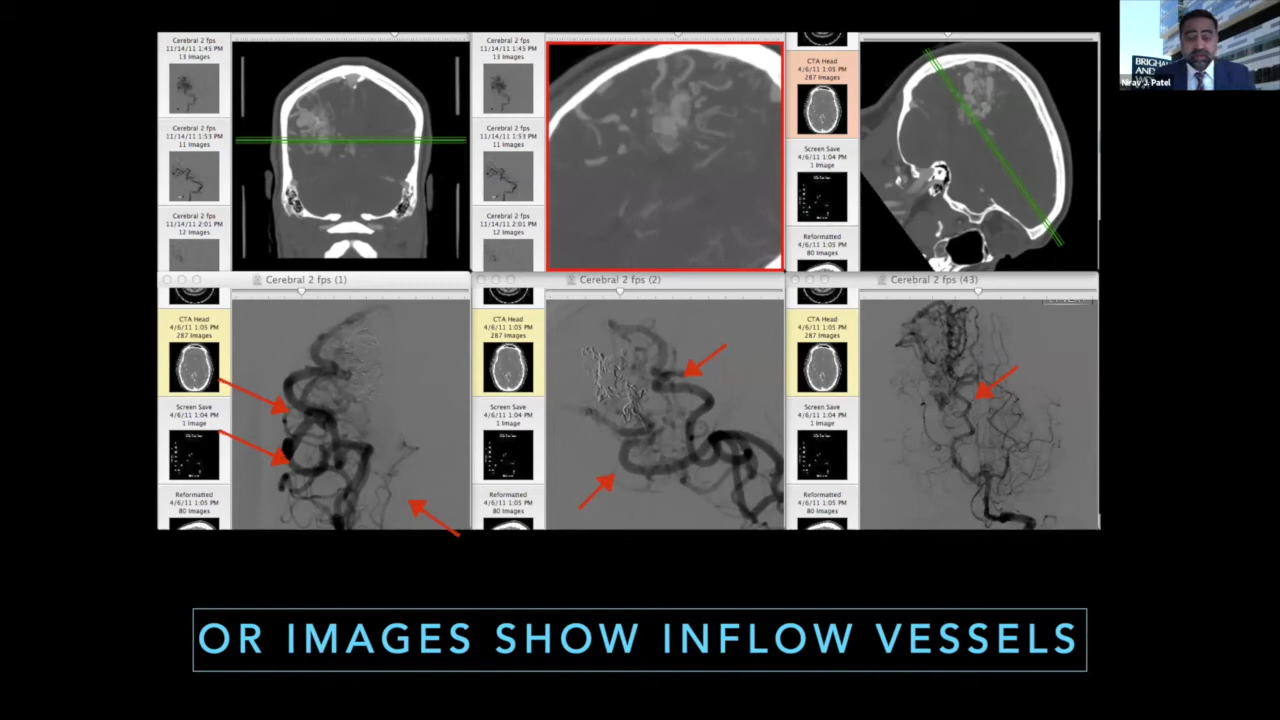 Cerebral 2 fps
11/14/11 1:45 PM
13 Images
Cerebral 2 fps
11/14/11 1:53 PM
11 Images
Cerebral 2 fps
11/14/11 2:01 PM
12 Images
Cerebral 2 fps
11/14/11 1:45 PM
13 Images
Cerebral 2 fps
11/14/11 1:53 PM
11 Images
Cerebral 2 fps
11/14/11 2:01 PM
12 Images
CTA Head
4/6/11 1:05 PM
287 Images
Screen Save
4/6/11 1:04 PM
1 Image
Reformatted
4/6/11 1:05 PM
80 Images
BRIGHA
AND
Nirav J. Patel
Cerebral 2 fps (1)
CTA Head
4/6/11 1:05 PM
287 Images
Screen Save
4/6/11 1:04 PM
1 Image
Reformatted
4/6/11 1:05 PM
80 Images
Cerebral 2 fps (2)
CTA Head
4/6/11 1:05 PM
287 Images
Screen Save
4/6/11 1:04 PM
1 Image
Reformatted
4/6/11 1:05 PM
80 Images
Cerebral 2 fps (43)
CTA Head
4/6/11 1:05 PM
287 Images
Screen Save
4/6/11 1:04 PM
1 Image
Reformatted
4/6/11 1:05 PM
80 Images
OR IMAGES SHOW INFLOW VESSELS